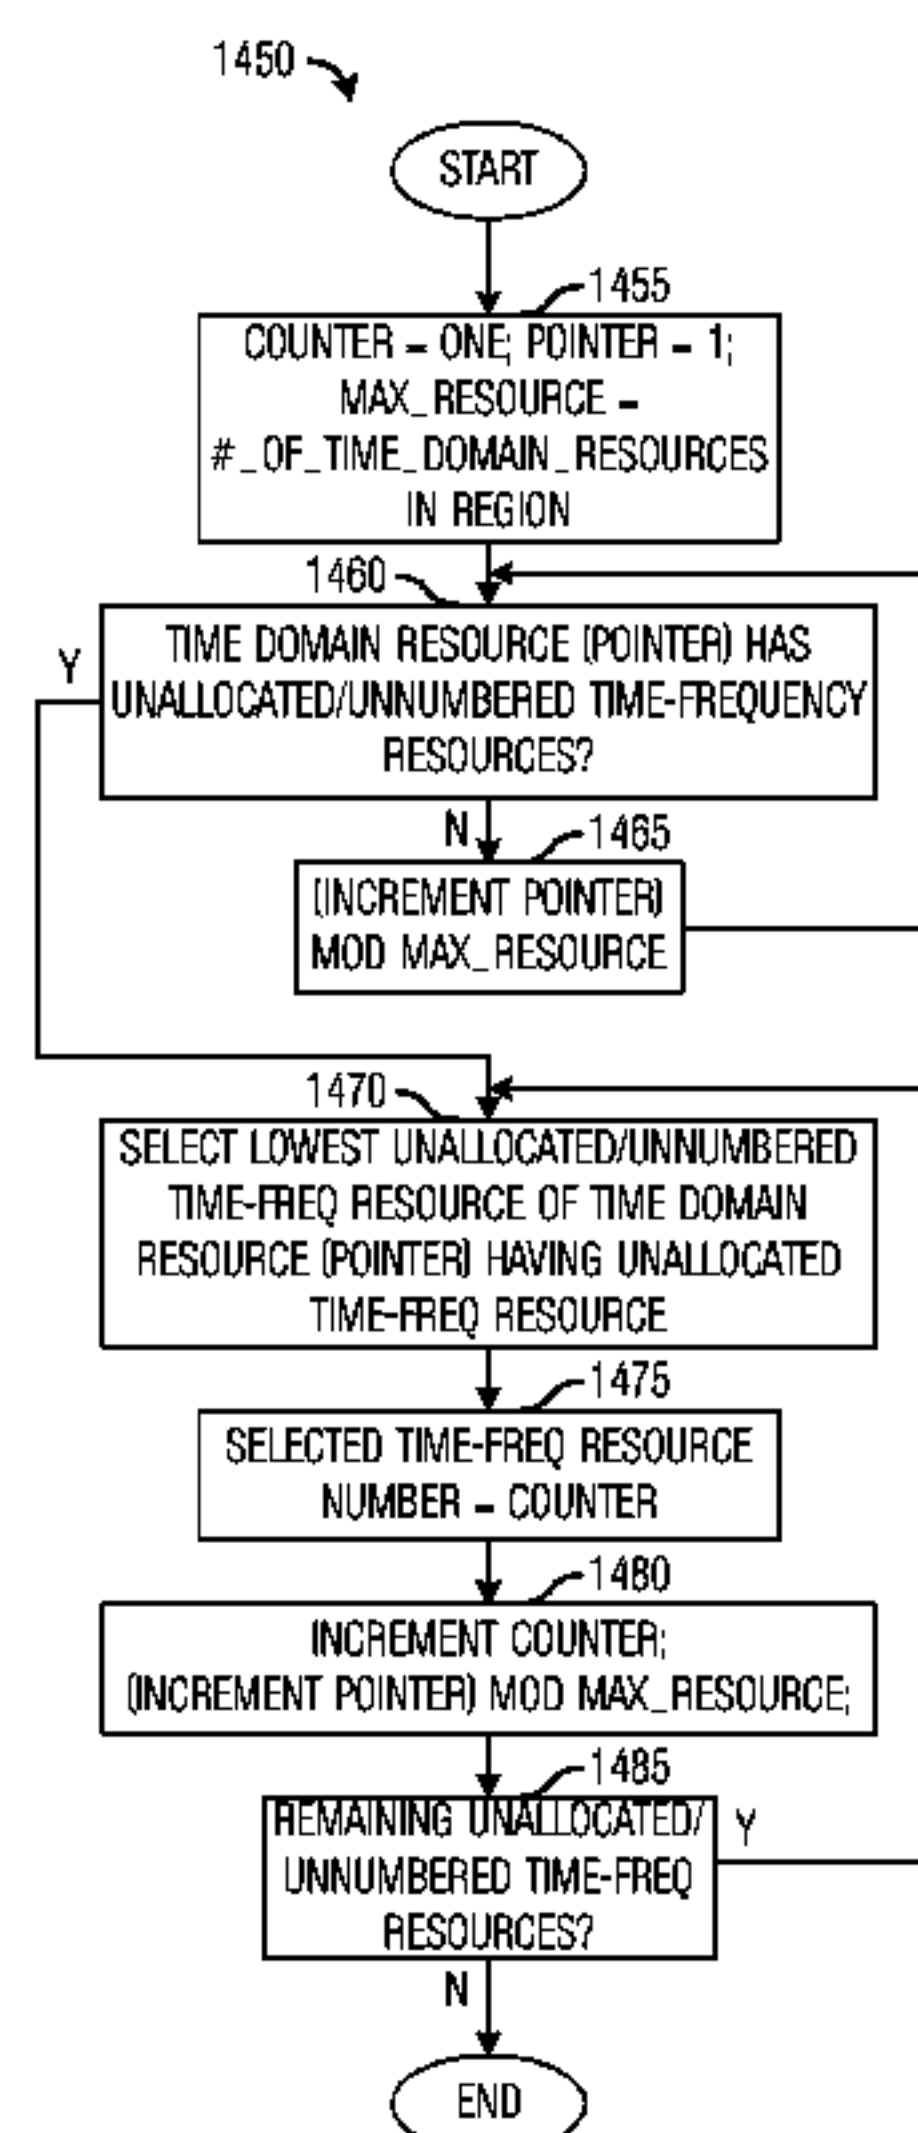 1450
START
1455
COUNTER = ONE; POINTER = 1;
MAX_RESOURCE =
#_OF_TIME_DOMAIN_RESOURCES
IN REGION
1460
TIME DOMAIN RESOURCE (POINTER) HAS
UNALLOCATED/UNNUMBERED TIME-FREQUENCY
RESOURCES?
Y
N
1465
(INCREMENT POINTER)
MOD MAX_RESOURCE
1470
SELECT LOWEST UNALLOCATED/UNNUMBERED
TIME-FREQ RESOURCE OF TIME DOMAIN
RESOURCE (POINTER) HAVING UNALLOCATED
TIME-FREQ RESOURCE
1475
SELECTED TIME-FREQ RESOURCE
NUMBER = COUNTER
1480
INCREMENT COUNTER;
(INCREMENT POINTER) MOD MAX_RESOURCE;
1485
REMAINING UNALLOCATED/
UNNUMBERED TIME-FREQ
RESOURCES?
Y
N
END